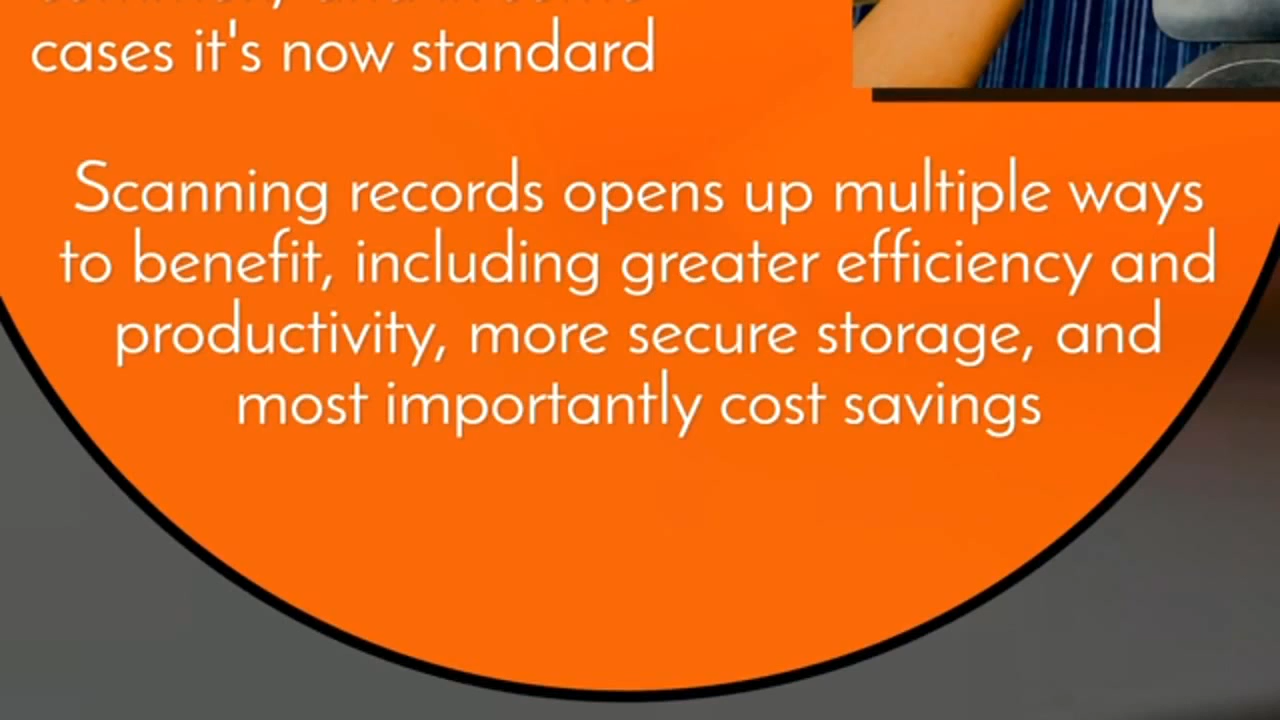 cases it's now standard
Scanning records opens up multiple ways
to benefit, including greater efficiency and
productivity, more secure storage, and
most importantly cost savings